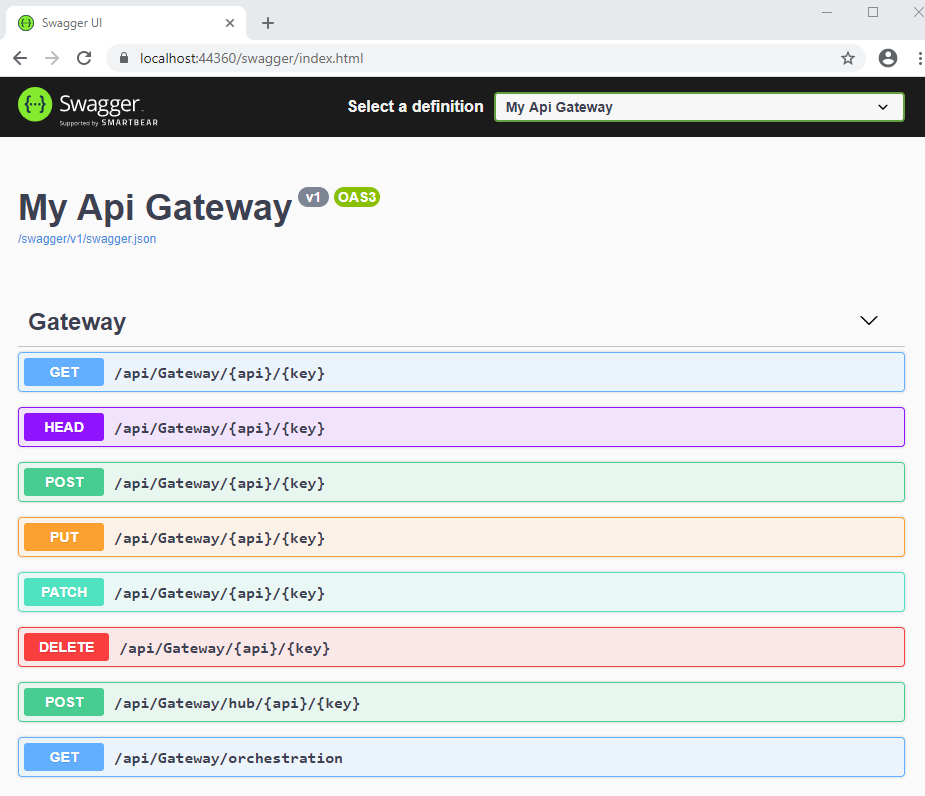 Swagger UI
localhost:44360/swagger/index.html
Swagger
Supported by SMARTBEAR
Select a definition
My Api Gateway
My Api Gateway v1 OAS3
/swagger/v1/swagger.json
Gateway
GET /api/Gateway/{api}/{key}
HEAD /api/Gateway/{api}/{key}
POST /api/Gateway/{api}/{key}
PUT /api/Gateway/{api}/{key}
PATCH /api/Gateway/{api}/{key}
DELETE /api/Gateway/{api}/{key}
POST /api/Gateway/hub/{api}/{key}
GET /api/Gateway/orchestration